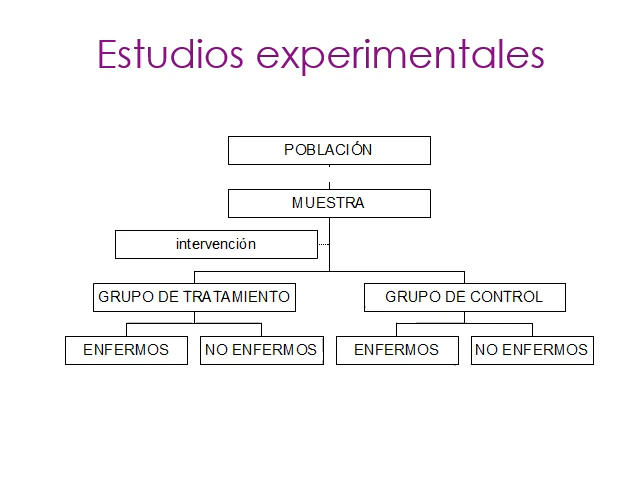 Estudios experimentales
POBLACIÓN
MUESTRA
intervención
GRUPO DE TRATAMIENTO
GRUPO DE CONTROL
ENFERMOS
NO ENFERMOS
ENFERMOS
NO ENFERMOS